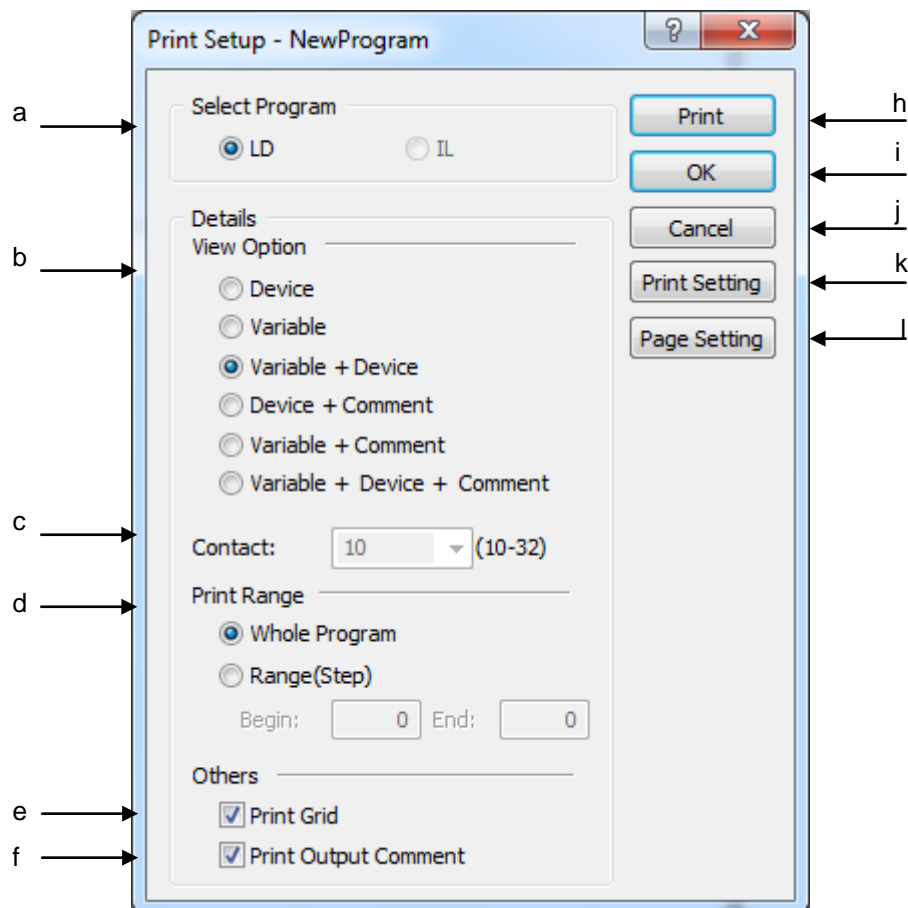 Print Setup - NewProgram
a
Select Program
LD
IL
Print
h
OK
i
Cancel
j
Print Setting
k
Page Setting
l
Details
b
View Option
Device
Variable
Variable + Device
Device + Comment
Variable + Comment
Variable + Device + Comment
c
Contact: 10 (10-32)
d
Print Range
Whole Program
Range(Step)
Begin: 0 End: 0
Others
e
Print Grid
f
Print Output Comment